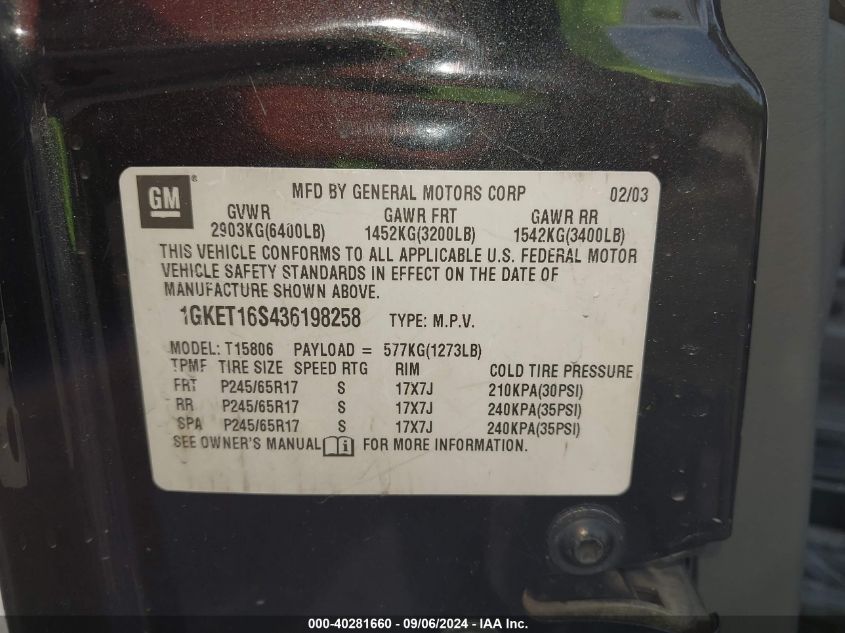 GM®
MFD BY GENERAL MOTORS CORP 02/03
GVWR GAWR FRT GAWR RR
2903KG(6400LB) 1452KG(3200LB) 1542KG(3400LB)
THIS VEHICLE CONFORMS TO ALL APPLICABLE U.S. FEDERAL MOTOR
VEHICLE SAFETY STANDARDS IN EFFECT ON THE DATE OF
MANUFACTURE SHOWN ABOVE.
1GKET16S436198258 TYPE: M.P.V.
MODEL: T15806 PAYLOAD = 577KG(1273LB)
TPMF TIRE SIZE SPEED RTG RIM COLD TIRE PRESSURE
FRT P245/65R17 S 17X7J 210KPA(30PSI)
RR P245/65R17 S 17X7J 240KPA(35PSI)
SPA P245/65R17 S 17X7J 240KPA(35PSI)
SEE OWNER'S MANUAL i FOR MORE INFORMATION.
000-40281660 - 09/06/2024 - IAAI Inc.